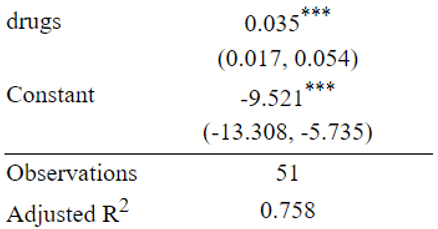 drugs 0.035***
(0.017, 0.054)
Constant -9.521***
(-13.308, -5.735)
Observations 51
Adjusted R2 0.758